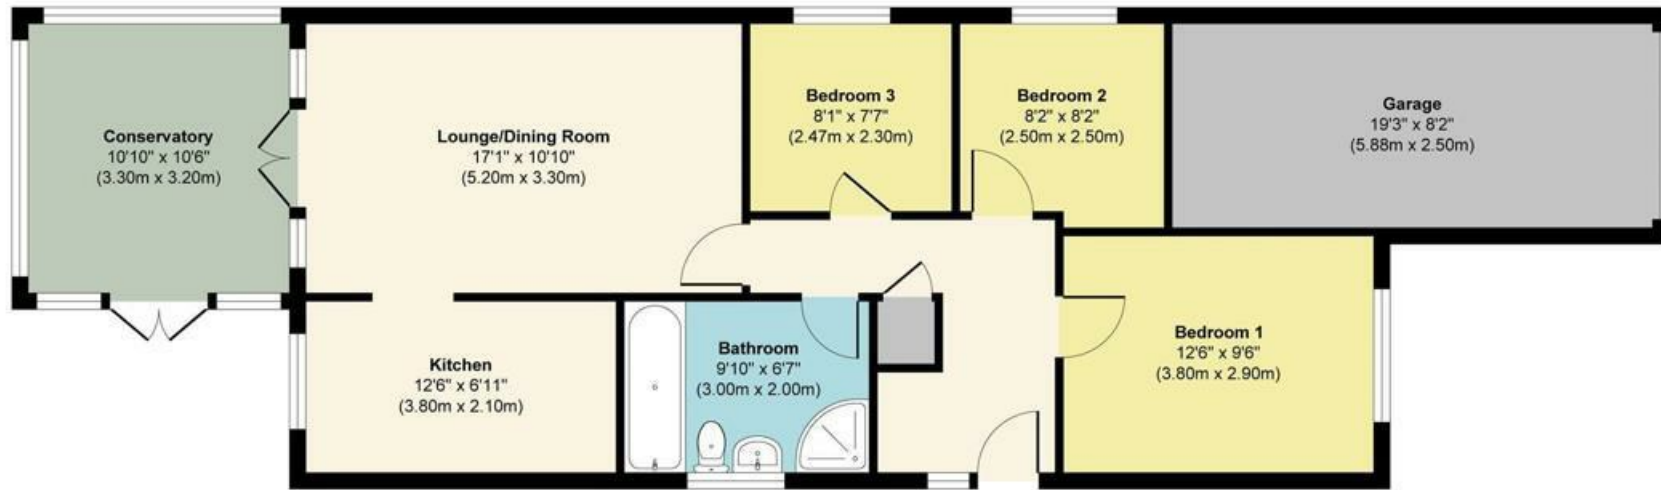 Conservatory
10'10" x 10'6"
(3.30m x 3.20m)
Lounge/Dining Room
17'1" x 10'10"
(5.20m x 3.30m)
Bedroom 3
8'1" x 7'7"
(2.47m x 2.30m)
Bedroom 2
8'2" x 8'2"
(2.50m x 2.50m)
Garage
19'3" x 8'2"
(5.88m x 2.50m)
Kitchen
12'6" x 6'11"
(3.80m x 2.10m)
Bathroom
9'10" x 6'7"
(3.00m x 2.00m)
Bedroom 1
12'6" x 9'6"
(3.80m x 2.90m)